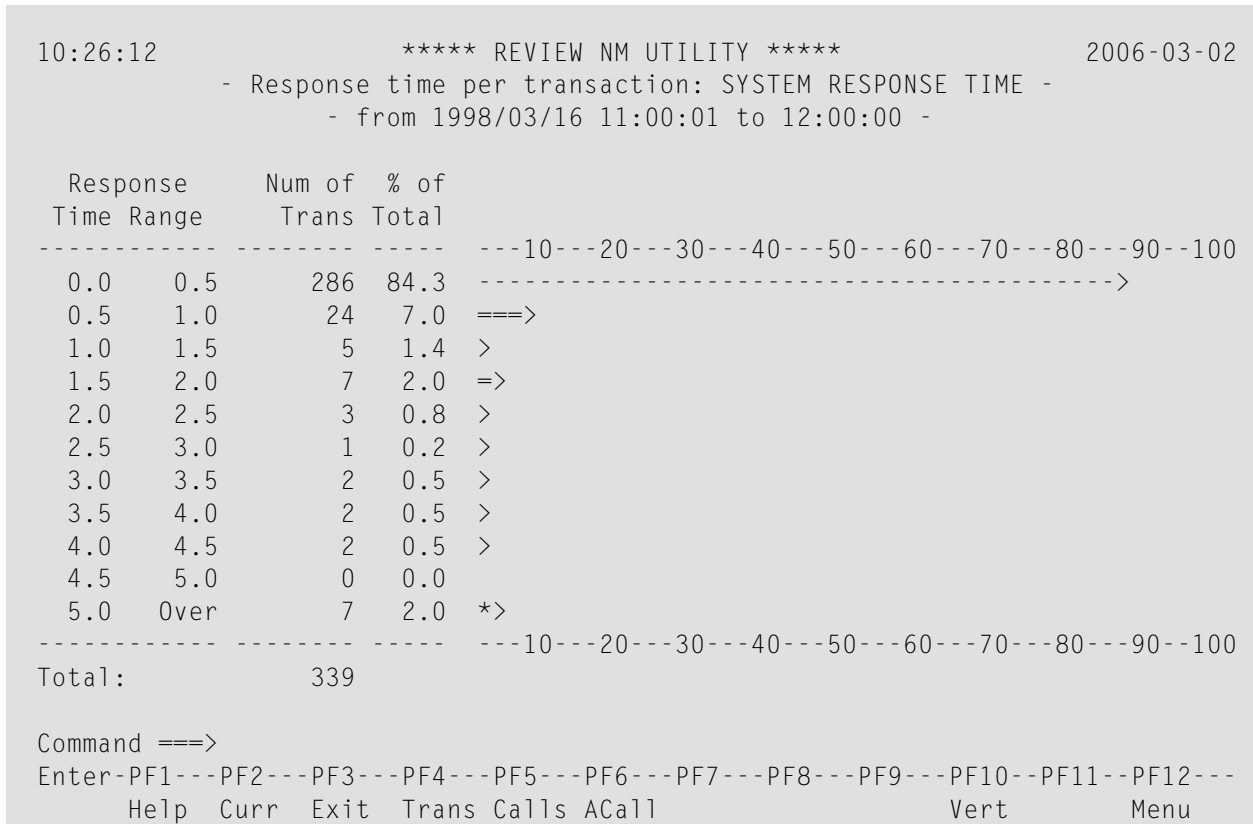 10:26:12                ***** REVIEW NM UTILITY *****                2006-03-02
            - Response time per transaction: SYSTEM RESPONSE TIME -
                   - from 1998/03/16 11:00:01 to 12:00:00 -
  Response     Num of  % of
 Time Range     Trans Total
------------ -------- -----  ---10---20---30---40---50---60---70---80---90--100
  0.0    0.5      286  84.3  ------------------------------------------>
  0.5    1.0       24   7.0  ===>
  1.0    1.5        5   1.4  >
  1.5    2.0        7   2.0  =>
  2.0    2.5        3   0.8  >
  2.5    3.0        1   0.2  >
  3.0    3.5        2   0.5  >
  3.5    4.0        2   0.5  >
  4.0    4.5        2   0.5  >
  4.5    5.0        0   0.0
  5.0   Over        7   2.0  *>
------------ -------- -----  ---10---20---30---40---50---60---70---80---90--100
Total:            339
Command ===>
Enter-PF1---PF2---PF3---PF4---PF5---PF6---PF7---PF8---PF9---PF10--PF11--PF12---
      Help  Curr  Exit  Trans Calls ACall                   Vert        Menu